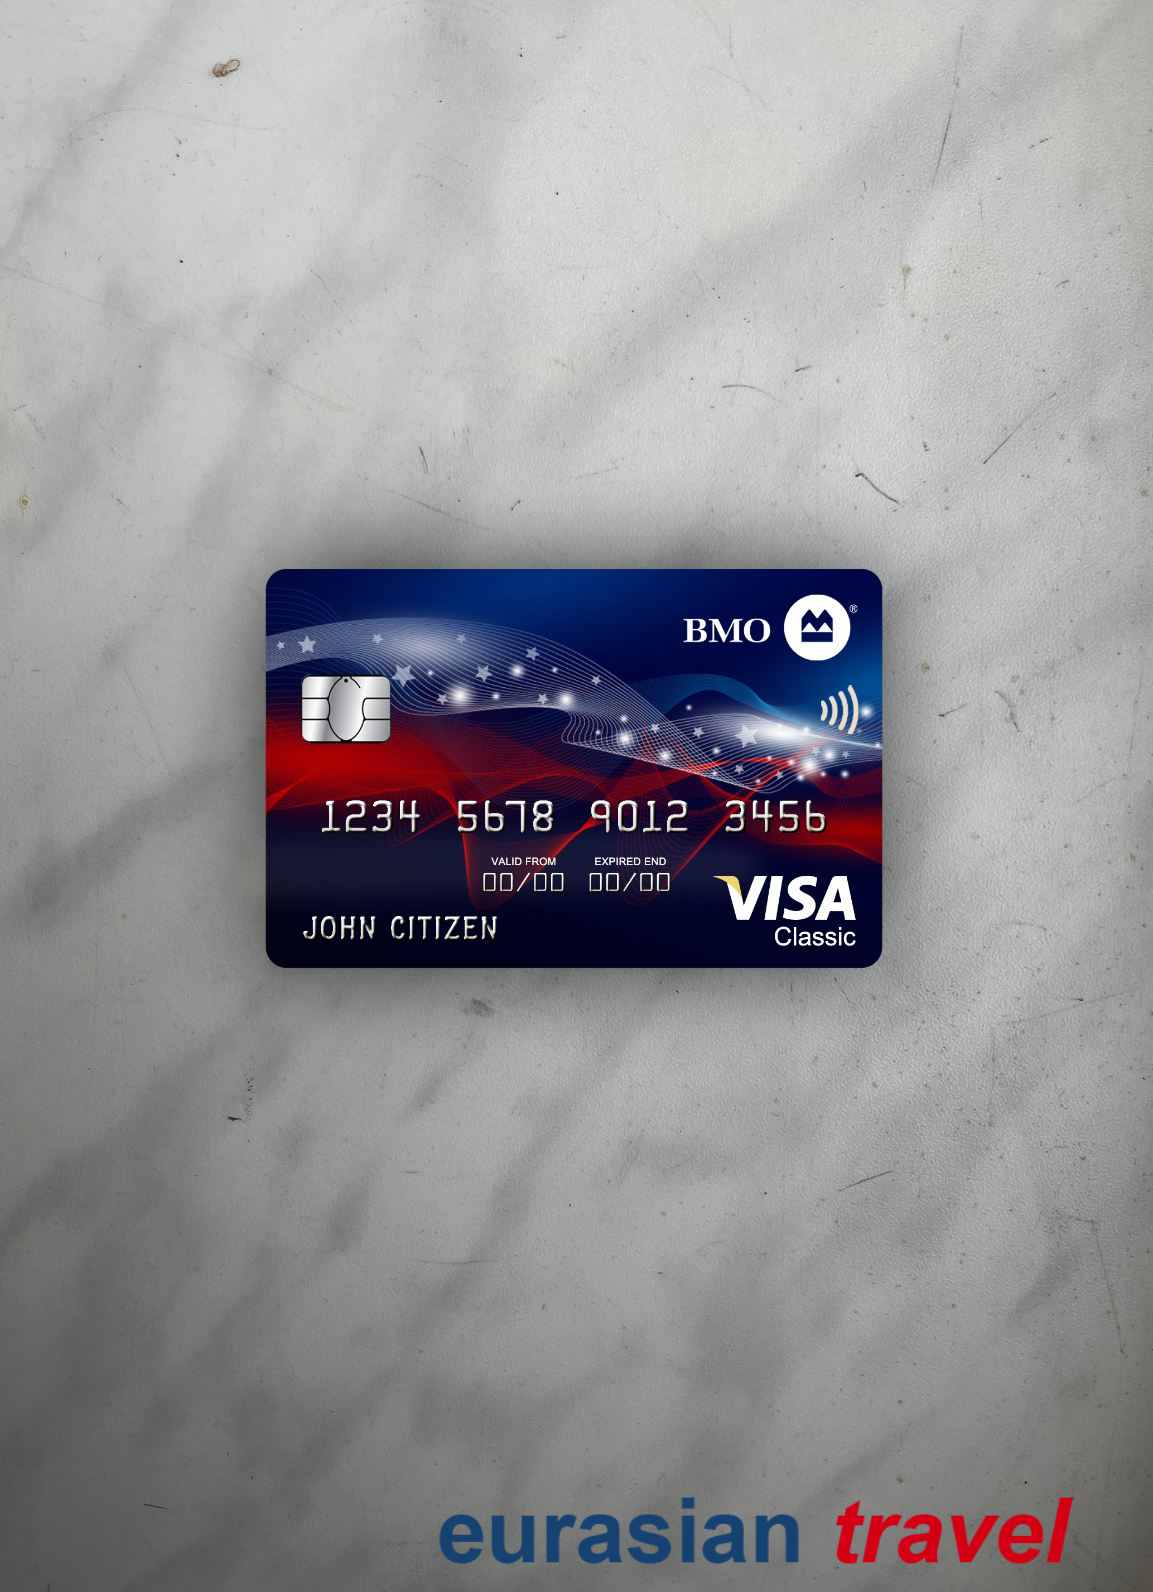 BMO ®
1234 5678 9012 3456
VALID FROM EXPIRED END
00/00 00/00
VISA
Classic
JOHN CITIZEN
eurasian travel